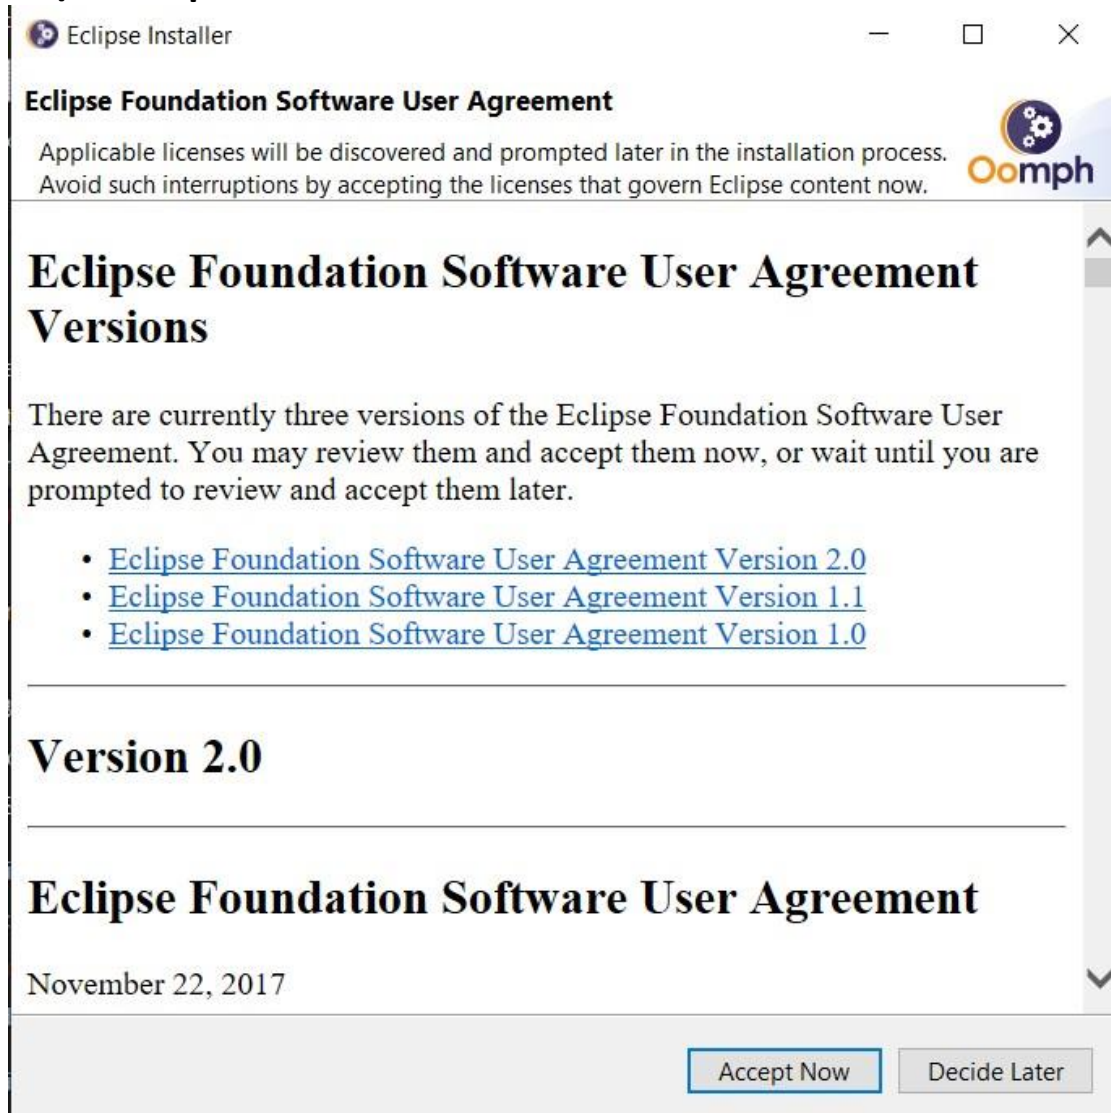 Eclipse Installer
Eclipse Foundation Software User Agreement
Applicable licenses will be discovered and prompted later in the installation process.
Avoid such interruptions by accepting the licenses that govern Eclipse content now.
Oomph
Eclipse Foundation Software User Agreement
Versions
There are currently three versions of the Eclipse Foundation Software User
Agreement. You may review them and accept them now, or wait until you are
prompted to review and accept them later.
• Eclipse Foundation Software User Agreement Version 2.0
• Eclipse Foundation Software User Agreement Version 1.1
• Eclipse Foundation Software User Agreement Version 1.0
Version 2.0
Eclipse Foundation Software User Agreement
November 22, 2017
Accept Now
Decide Later